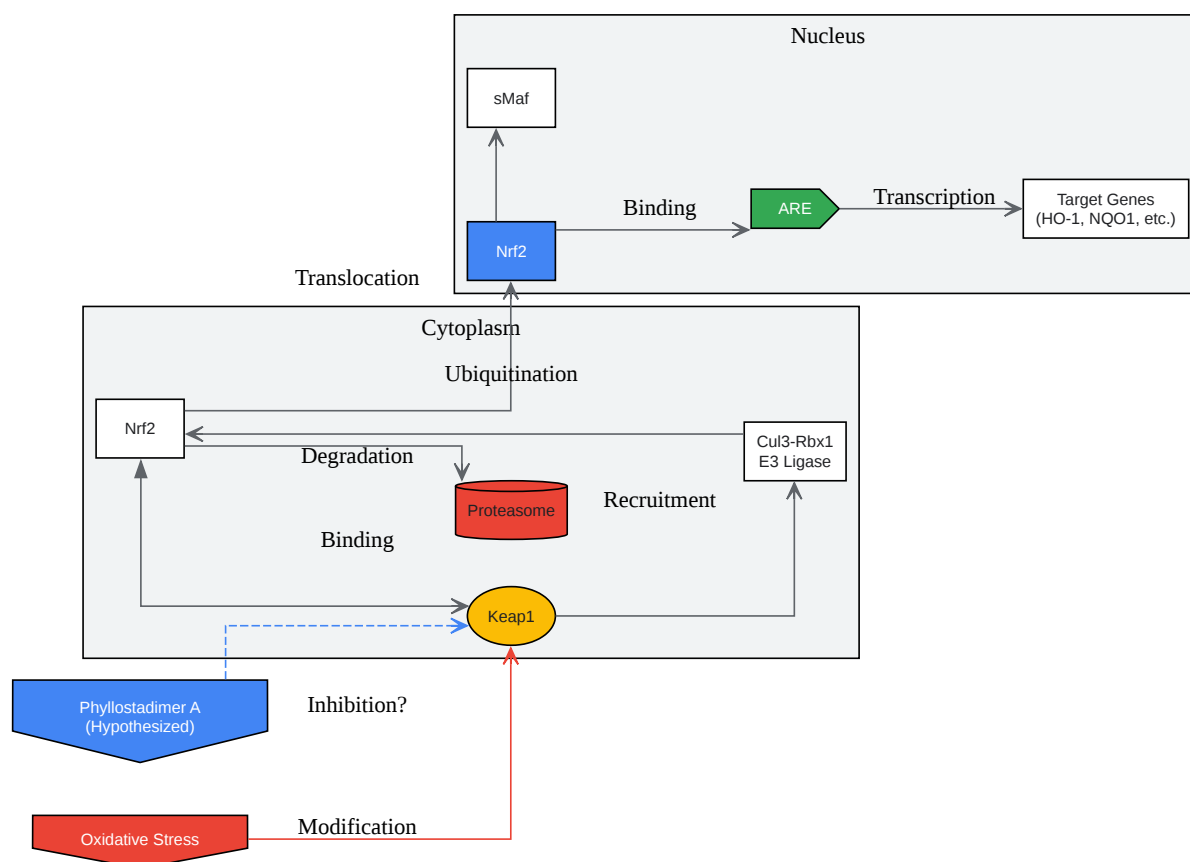 Nucleus
sMaf
Binding
ARE
Transcription
Target Genes
(HO-1, NQO1, etc.)
Nrf2
Translocation
Cytoplasm
Ubiquitination
Nrf2
Cul3-Rbx1
E3 Ligase
Degradation
Proteasome
Recruitment
Binding
Keap1
Phyllostadimer A
(Hypothesized)
Inhibition?
Modification
Oxidative Stress